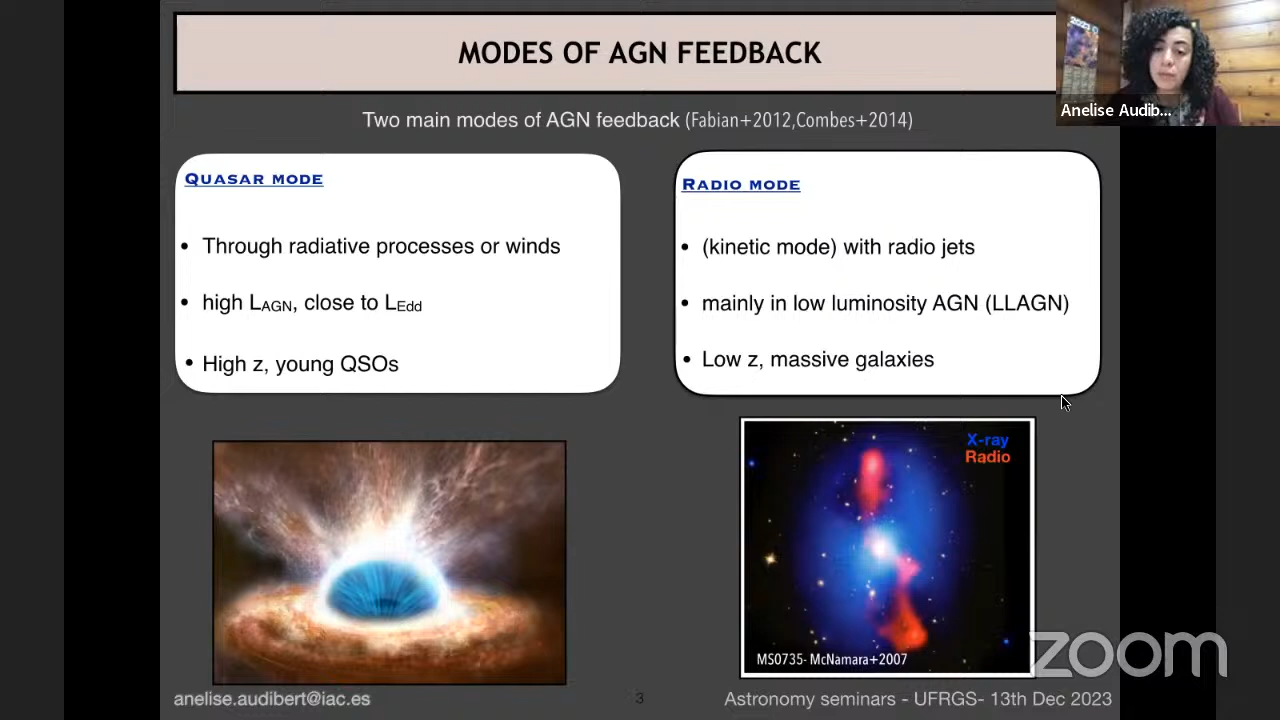 MODES OF AGN FEEDBACK
2023
Anelise Audib...
Two main modes of AGN feedback (Fabian+2012,Combes+2014)
QUASAR MODE
• Through radiative processes or winds
• high LAGN, close to LEdd
• High z, young QSOs
RADIO MODE
• (kinetic mode) with radio jets
• mainly in low luminosity AGN (LLAGN)
• Low z, massive galaxies
X-ray
Radio
MS0735- McNamara+2007
zoom
anelise.audibert@iac.es
3
Astronomy seminars - UFRGS- 13th Dec 2023